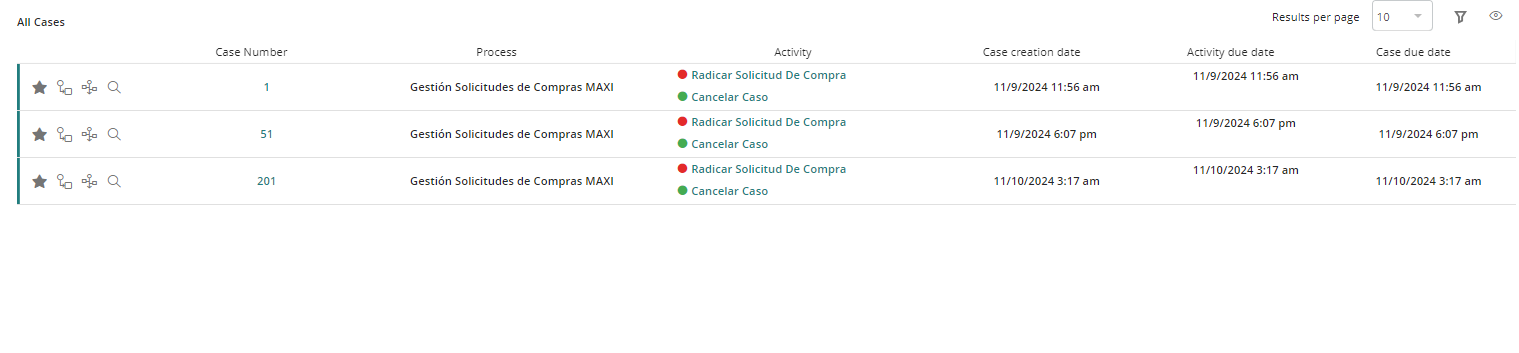 All Cases
Results per page 10
Case Number Process Activity Case creation date Activity due date Case due date
1 Gestión Solicitudes de Compras MAXI Radicar Solicitud De Compra 11/9/2024 11:56 am 11/9/2024 11:56 am 11/9/2024 11:56 am
Cancelar Caso
51 Gestión Solicitudes de Compras MAXI Radicar Solicitud De Compra 11/9/2024 6:07 pm 11/9/2024 6:07 pm 11/9/2024 6:07 pm
Cancelar Caso
201 Gestión Solicitudes de Compras MAXI Radicar Solicitud De Compra 11/10/2024 3:17 am 11/10/2024 3:17 am 11/10/2024 3:17 am
Cancelar Caso